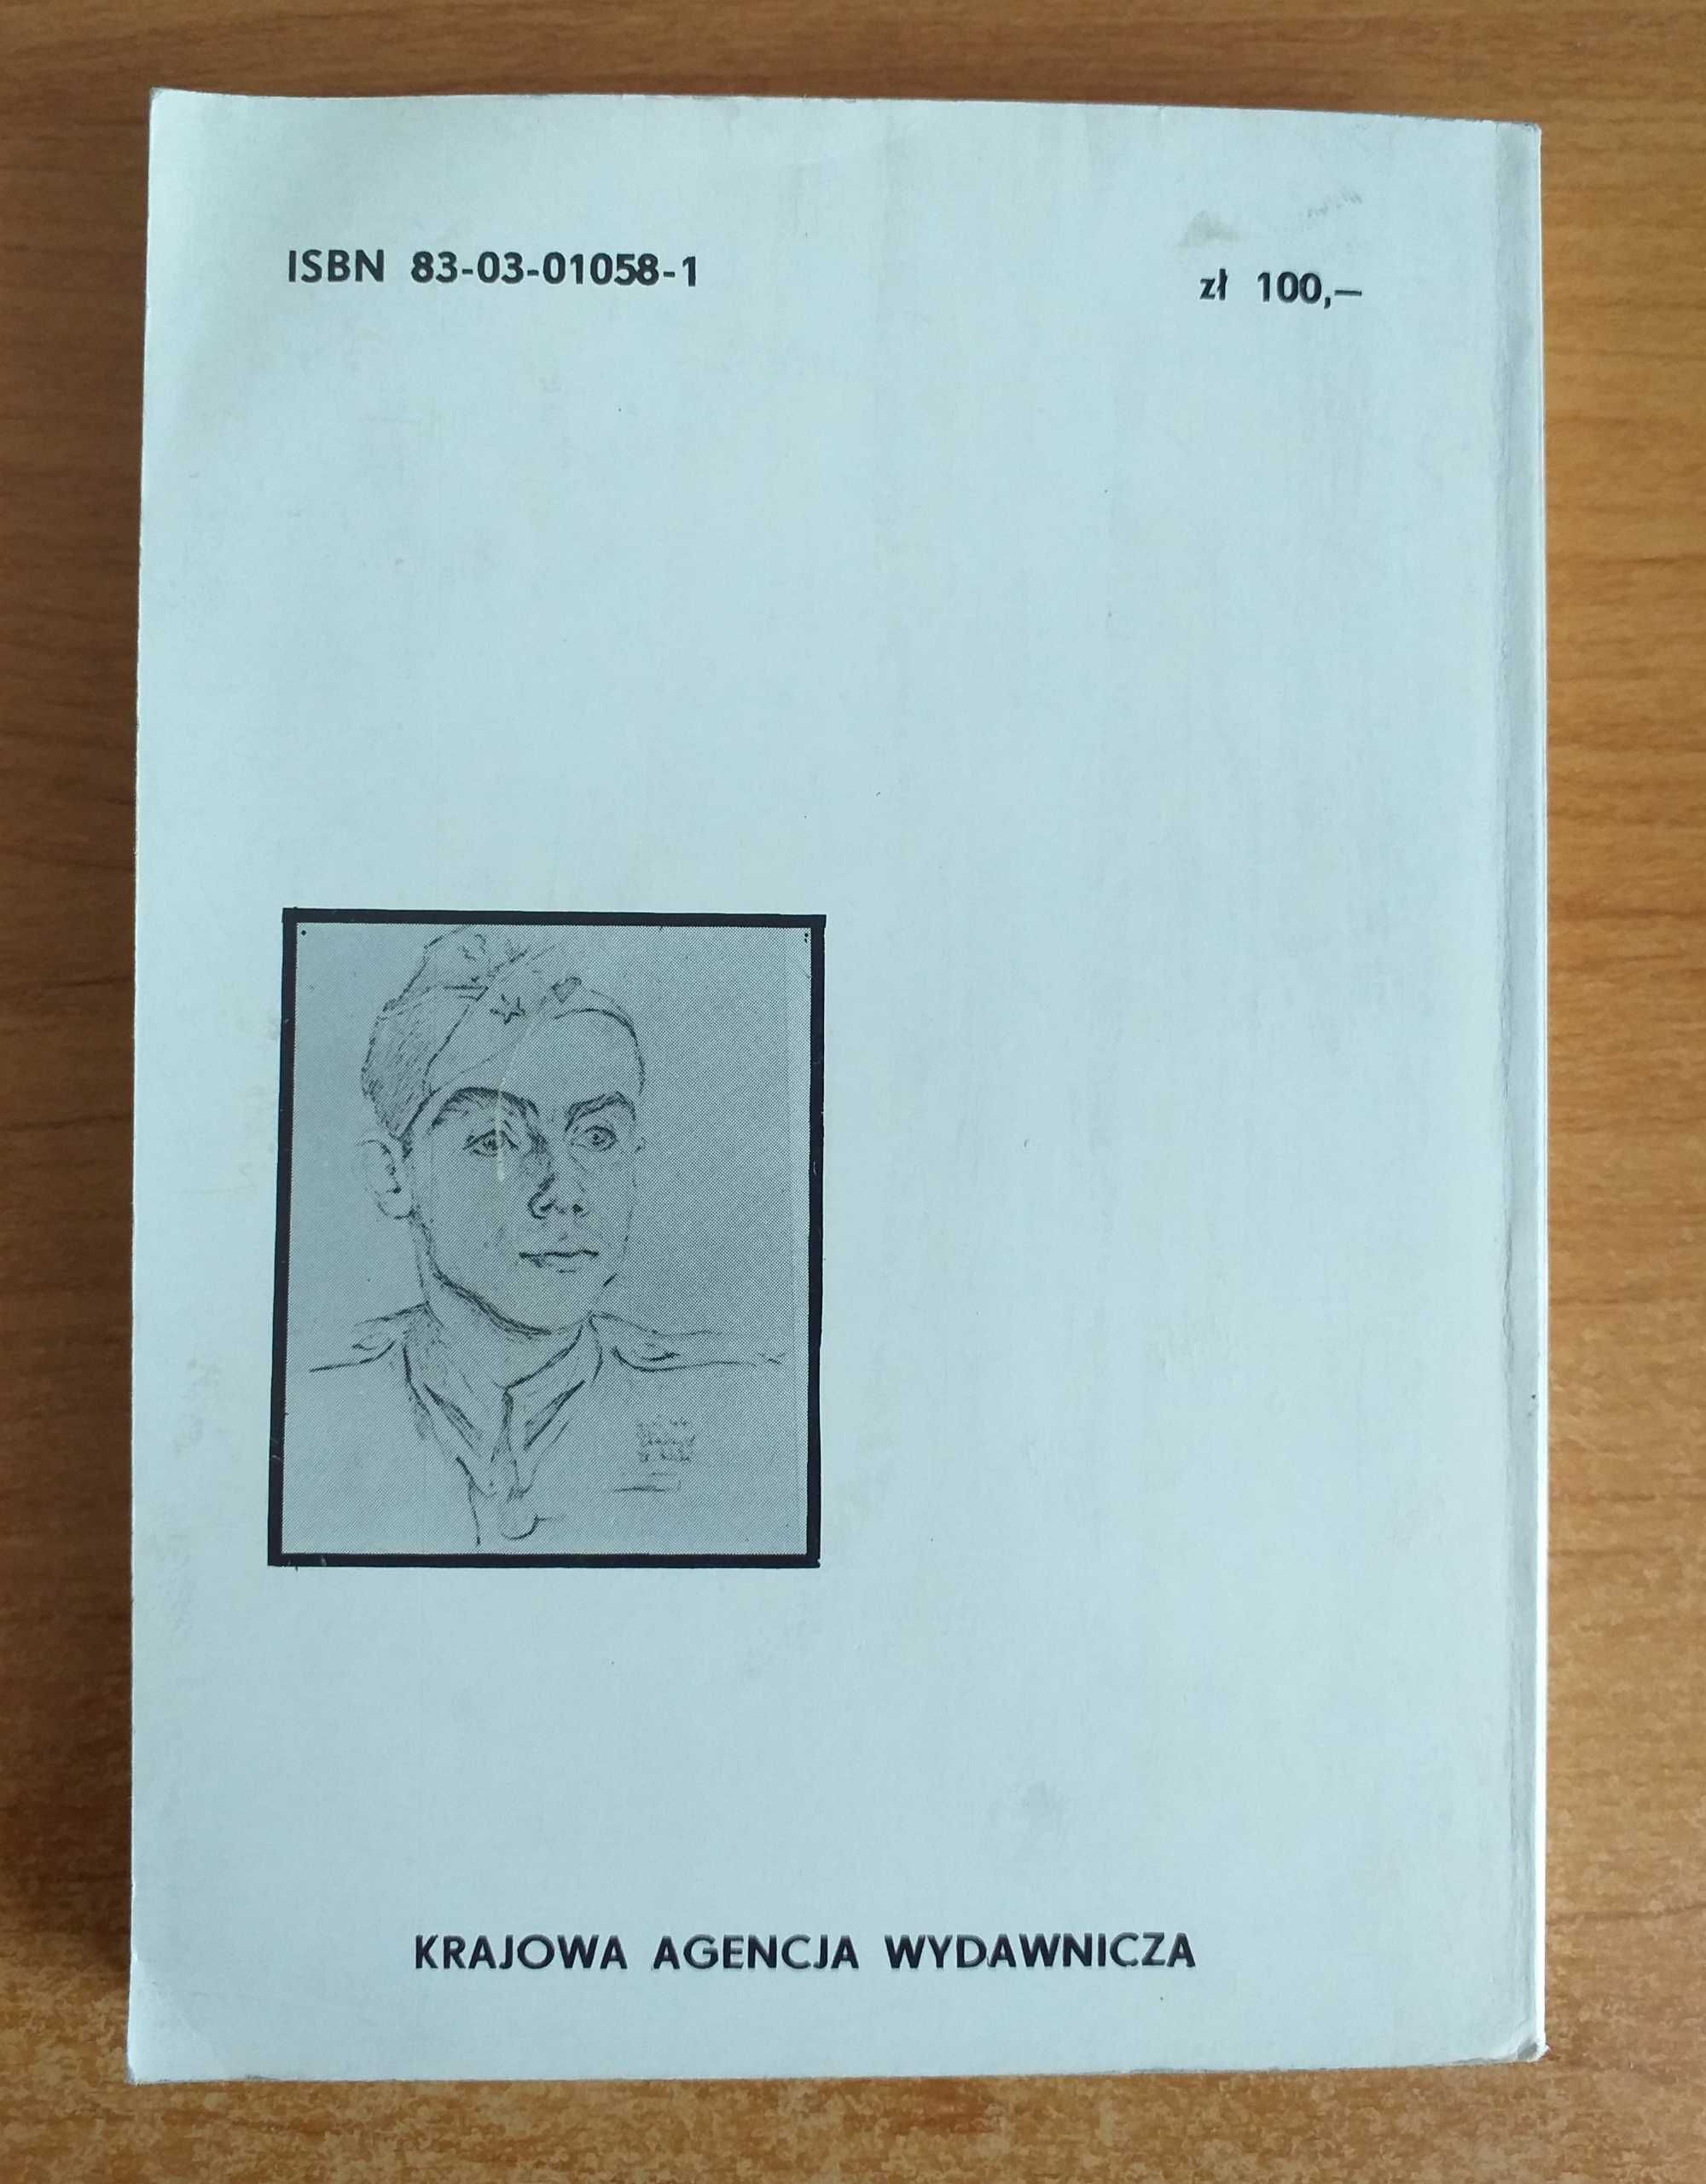 ISBN 83-03-01058-1
zł 100,—
KRAJOWA AGENCJA WYDAWNICZA